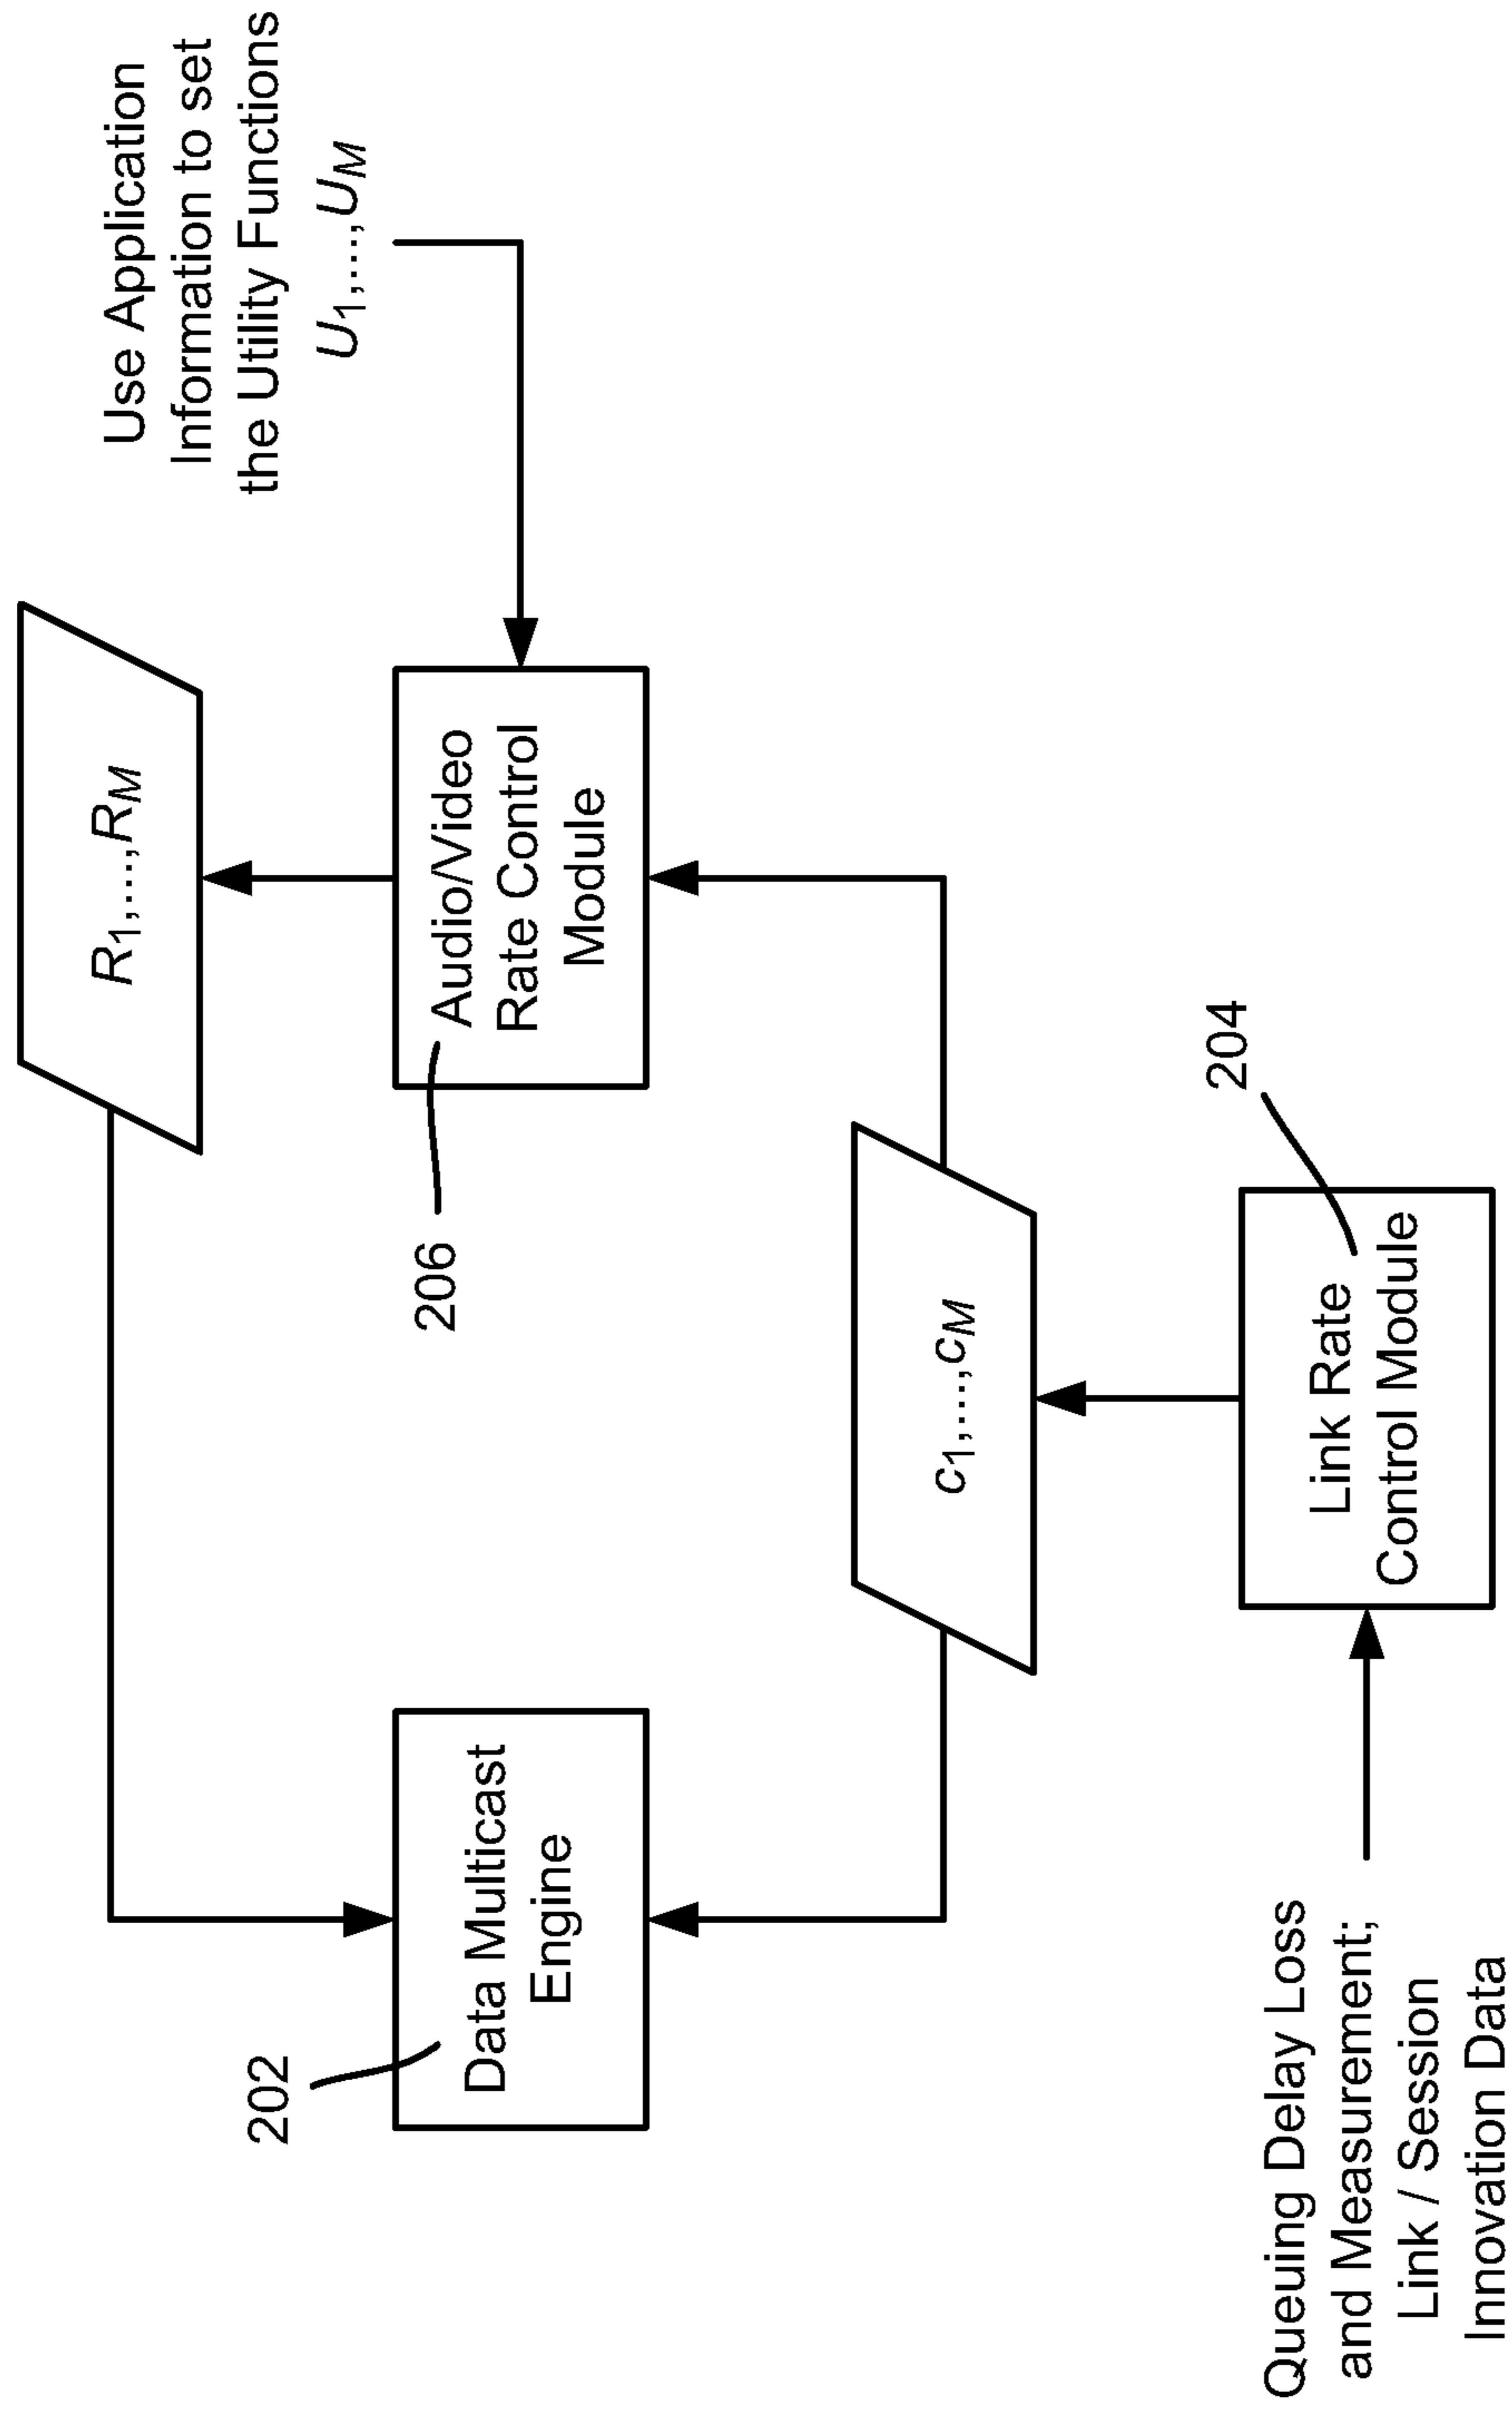 R1,...,RM
Use Application
Information to set
the Utility Functions
U1,...,UM
202
Data Multicast
Engine
206
Audio/Video
Rate Control
Module
c1,...,cM
204
Queuing Delay Loss
and Measurement;
Link / Session
Innovation Data
Link Rate
Control Module